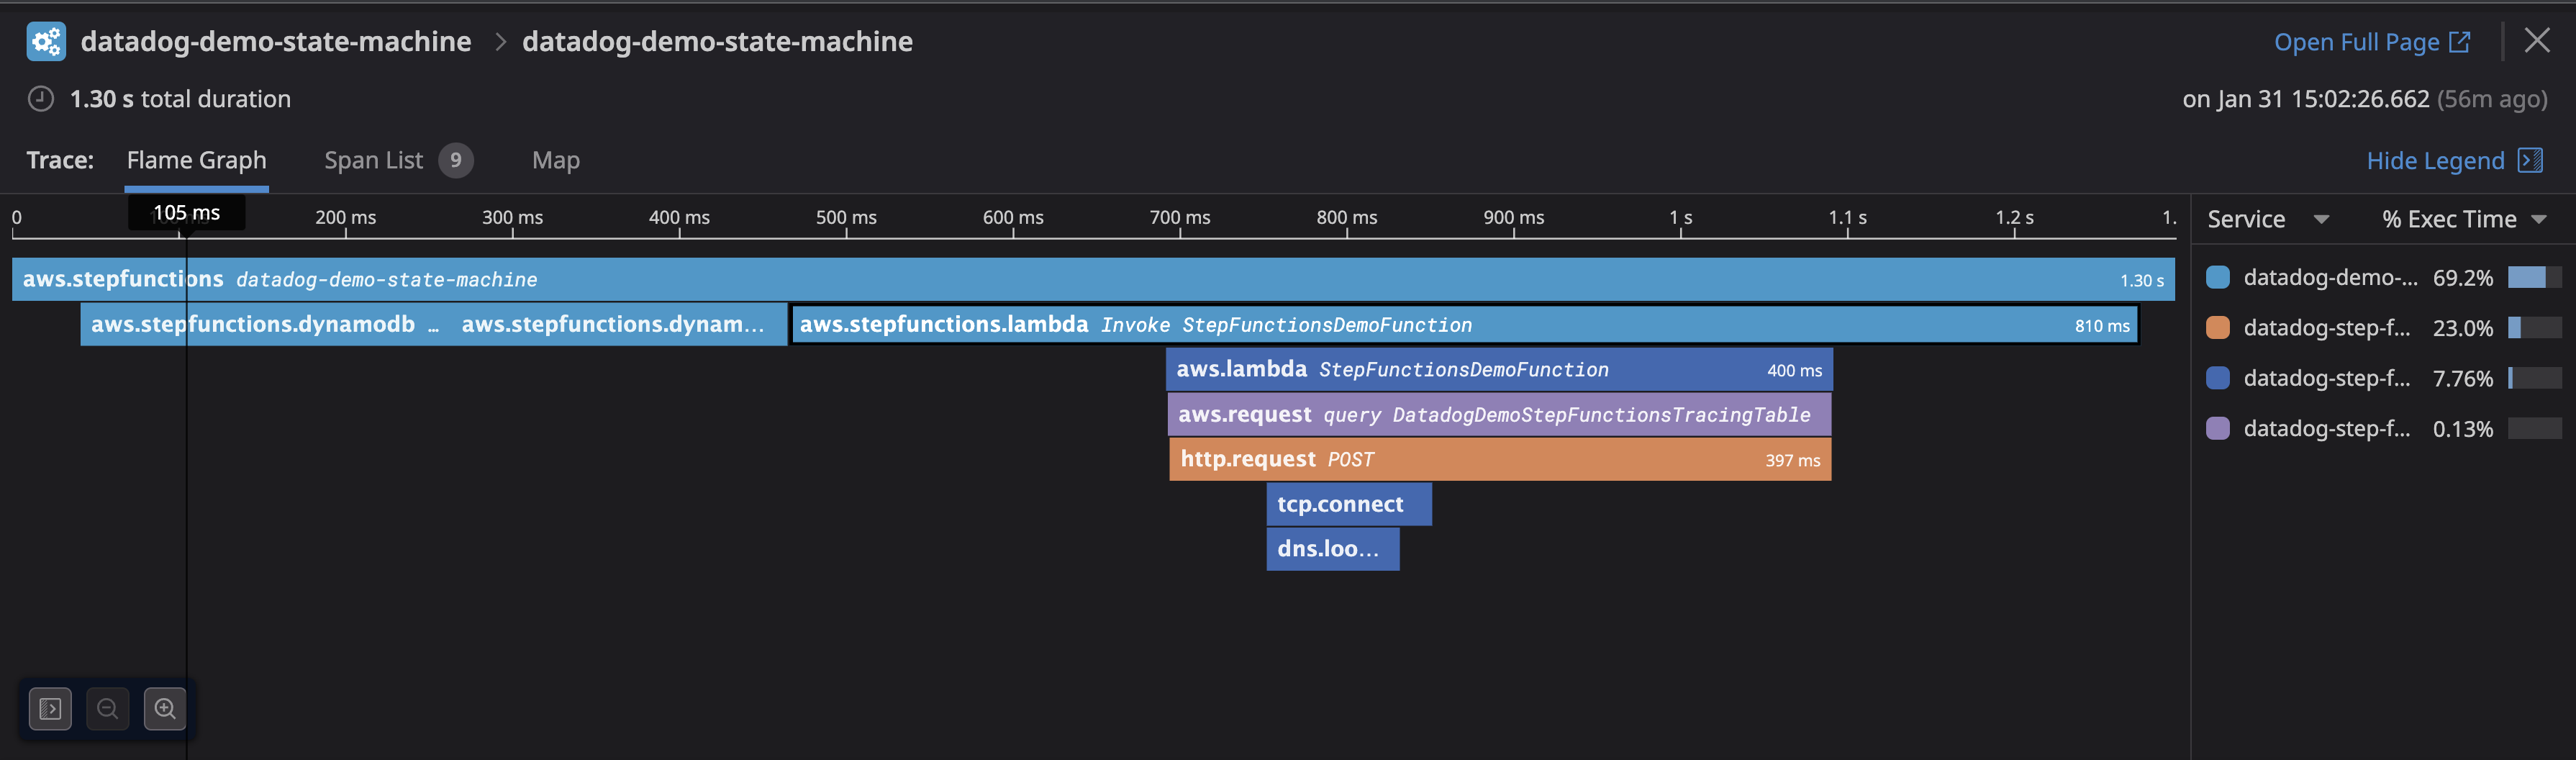 datadog-demo-state-machine > datadog-demo-state-machine
Open Full Page
1.30 s total duration
on Jan 31 15:02:26.662 (56m ago)
Trace: Flame Graph Span List 9 Map
Hide Legend
0 105 ms 200 ms 300 ms 400 ms 500 ms 600 ms 700 ms 800 ms 900 ms 1 s 1.1 s 1.2 s 1.
Service % Exec Time
aws.stepfunctions datadog-demo-state-machine 1.30 s
aws.stepfunctions.dynamodb … aws.stepfunctions.dynam… aws.stepfunctions.lambda Invoke StepFunctionsDemoFunction 810 ms
aws.lambda StepFunctionsDemoFunction 400 ms
aws.request query DatadogDemoStepFunctionsTracingTable
http.request POST 397 ms
tcp.connect
dns.loo…
datadog-demo-... 69.2%
datadog-step-f... 23.0%
datadog-step-f... 7.76%
datadog-step-f... 0.13%